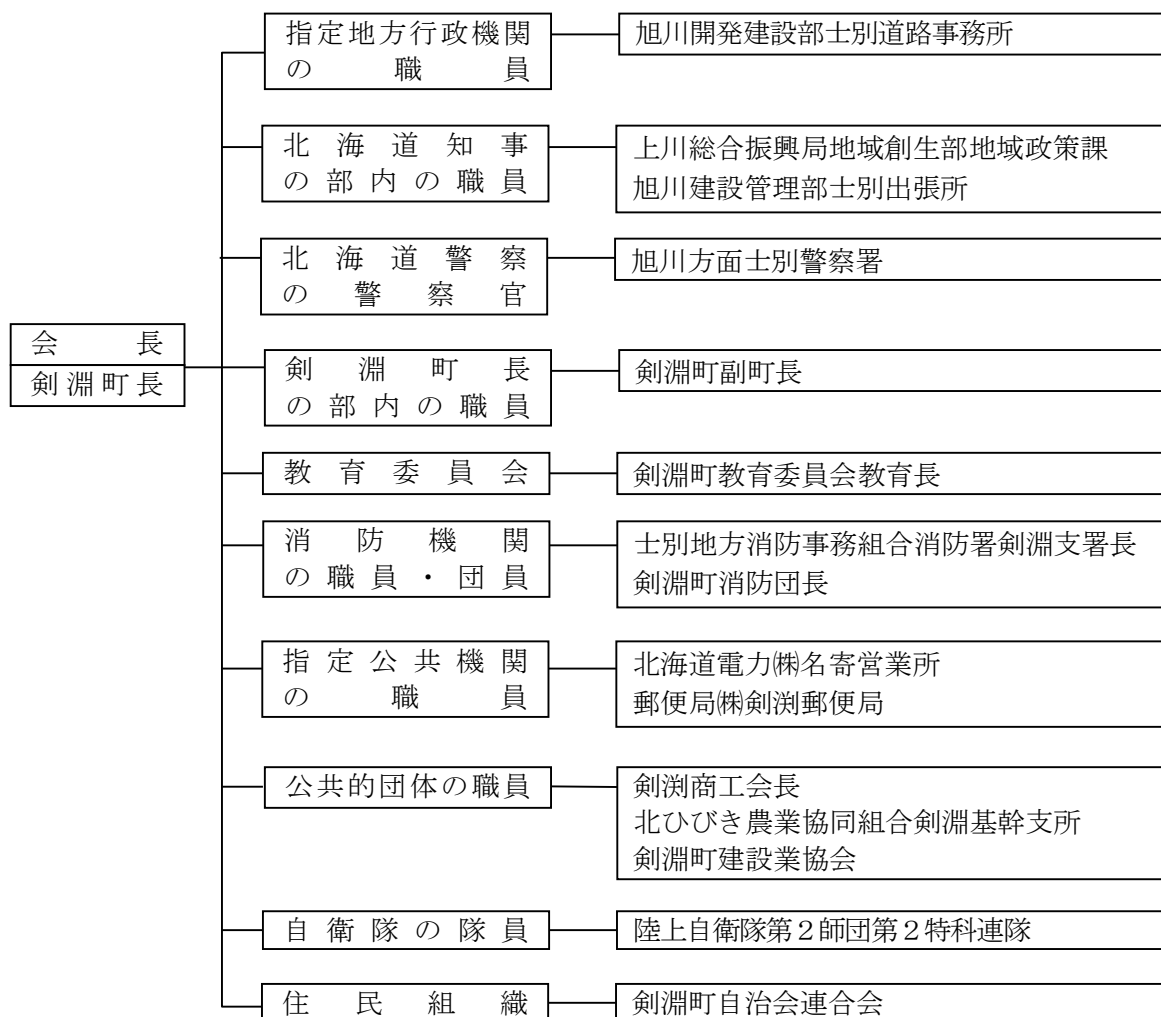 指定地方行政機関
の職員
旭川開発建設部士別道路事務所
北海道知事
の部内の職員
上川総合振興局地域創生部地域政策課
旭川建設管理部士別出張所
北海道警察
の警察官
旭川方面士別警察署
会長
剣淵町長
剣淵町長
の部内の職員
剣淵町副町長
教育委員会
剣淵町教育委員会教育長
消防機関
の職員・団員
士別地方消防事務組合消防署剣淵支署長
剣淵町消防団長
指定公共機関
の職員
北海道電力㈱名寄営業所
郵便局㈱剣渕郵便局
公共的団体の職員
剣渕商工会長
北ひびき農業協同組合剣淵基幹支所
剣淵町建設業協会
自衛隊の隊員
陸上自衛隊第２師団第２特科連隊
住民組織
剣淵町自治会連合会